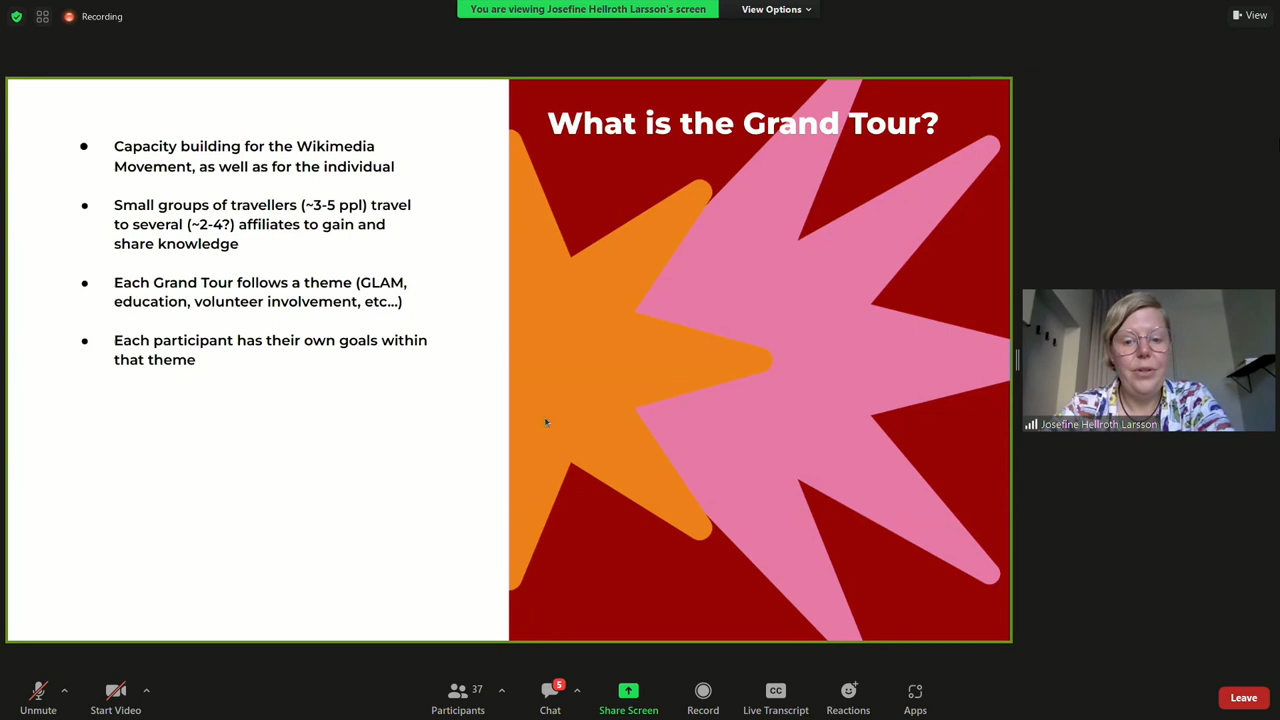 You are viewing Josefine Hellroth Larsson's screen
View Options
Recording
View
What is the Grand Tour?
● Capacity building for the Wikimedia
Movement, as well as for the individual
● Small groups of travellers (~3-5 ppl) travel
to several (~2-4?) affiliates to gain and
share knowledge
● Each Grand Tour follows a theme (GLAM,
education, volunteer involvement, etc...)
● Each participant has their own goals within
that theme
Josefine Hellroth Larsson
Unmute
Start Video
37
Participants
5
Chat
Share Screen
Record
CC
Live Transcript
Reactions
Apps
Leave